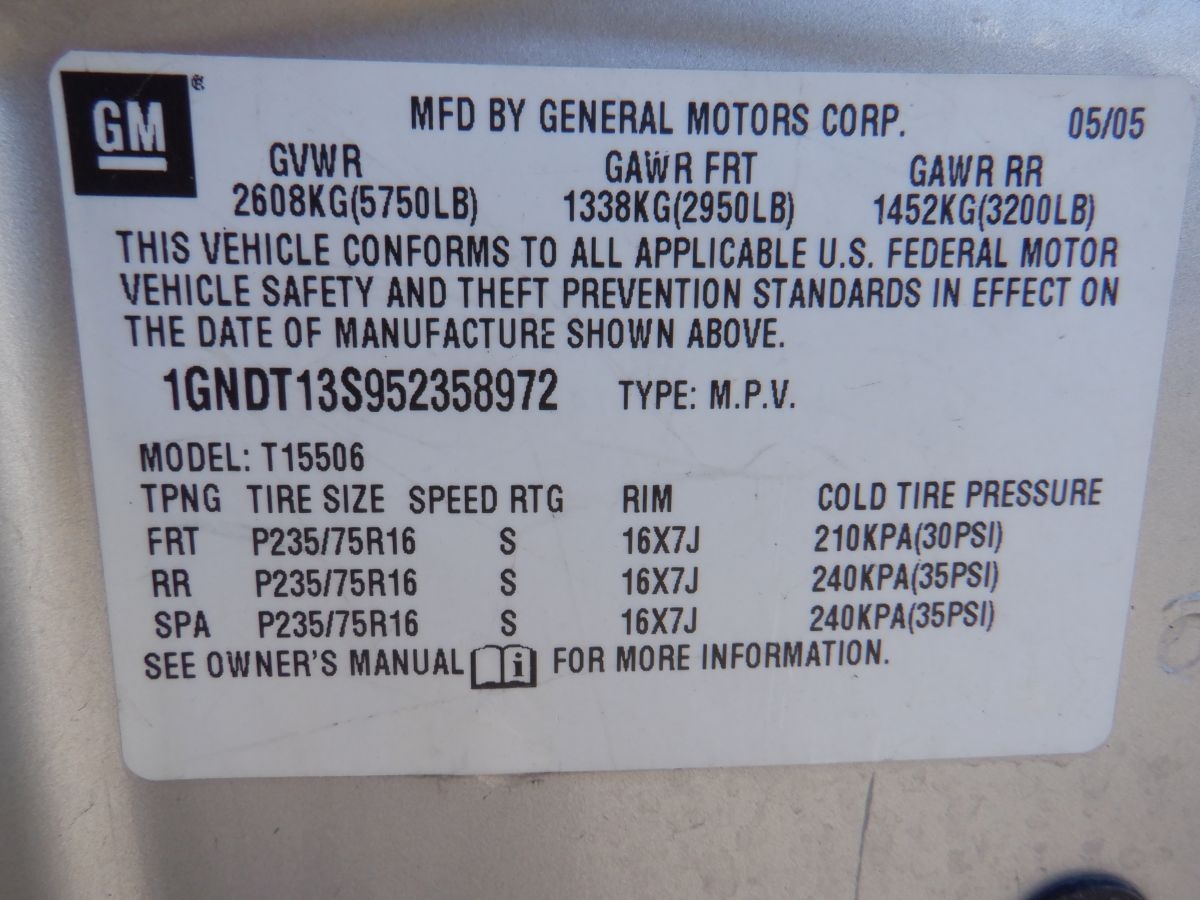 GM ®
MFD BY GENERAL MOTORS CORP. 05/05
GVWR GAWR FRT GAWR RR
2608KG(5750LB) 1338KG(2950LB) 1452KG(3200LB)
THIS VEHICLE CONFORMS TO ALL APPLICABLE U.S. FEDERAL MOTOR
VEHICLE SAFETY AND THEFT PREVENTION STANDARDS IN EFFECT ON
THE DATE OF MANUFACTURE SHOWN ABOVE.
1GNDT13S952358972 TYPE: M.P.V.
MODEL: T15506
TPNG TIRE SIZE SPEED RTG RIM COLD TIRE PRESSURE
FRT P235/75R16 S 16X7J 210KPA(30PSI)
RR P235/75R16 S 16X7J 240KPA(35PSI)
SPA P235/75R16 S 16X7J 240KPA(35PSI)
SEE OWNER'S MANUAL i FOR MORE INFORMATION.